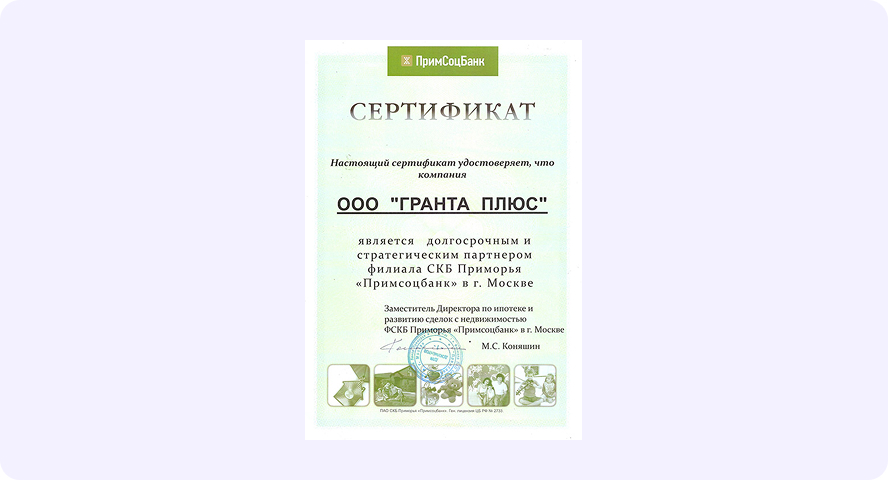 ПримСоцБанк
СЕРТИФИКАТ
Настоящий сертификат удостоверяет, что
компания
ООО "ГРАНТА ПЛЮС"
является долгосрочным и
стратегическим партнером
филиала СКБ Приморья
«Примсоцбанк» в г. Москве
Заместитель Директора по ипотеке и
развитию сделок с недвижимостью
ФСКБ Приморья «Примсоцбанк» в г. Москве
М.С. Коняшин
ПАО СКБ Приморья «Примсоцбанк». Ген. лицензия ЦБ РФ № 2733